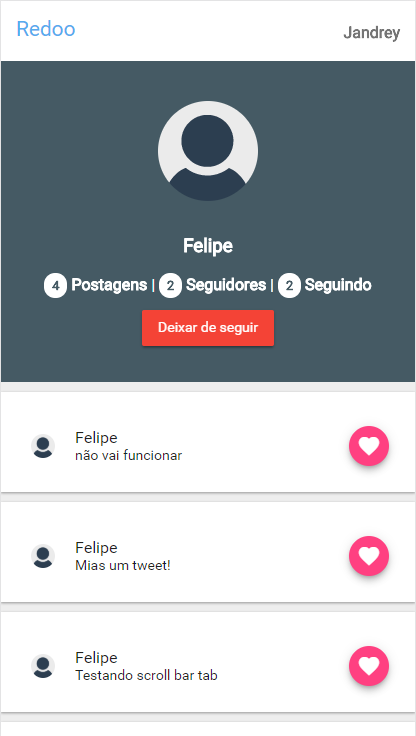 Redoo
Jandrey
Felipe
4 Postagens | 2 Seguidores | 2 Seguindo
Deixar de seguir
Felipe
não vai funcionar
Felipe
Mias um tweet!
Felipe
Testando scroll bar tab